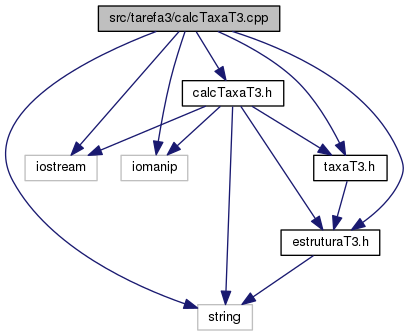 src/tarefa3/calcTaxaT3.cpp
calcTaxaT3.h
iostream
iomanip
taxaT3.h
estruturaT3.h
string